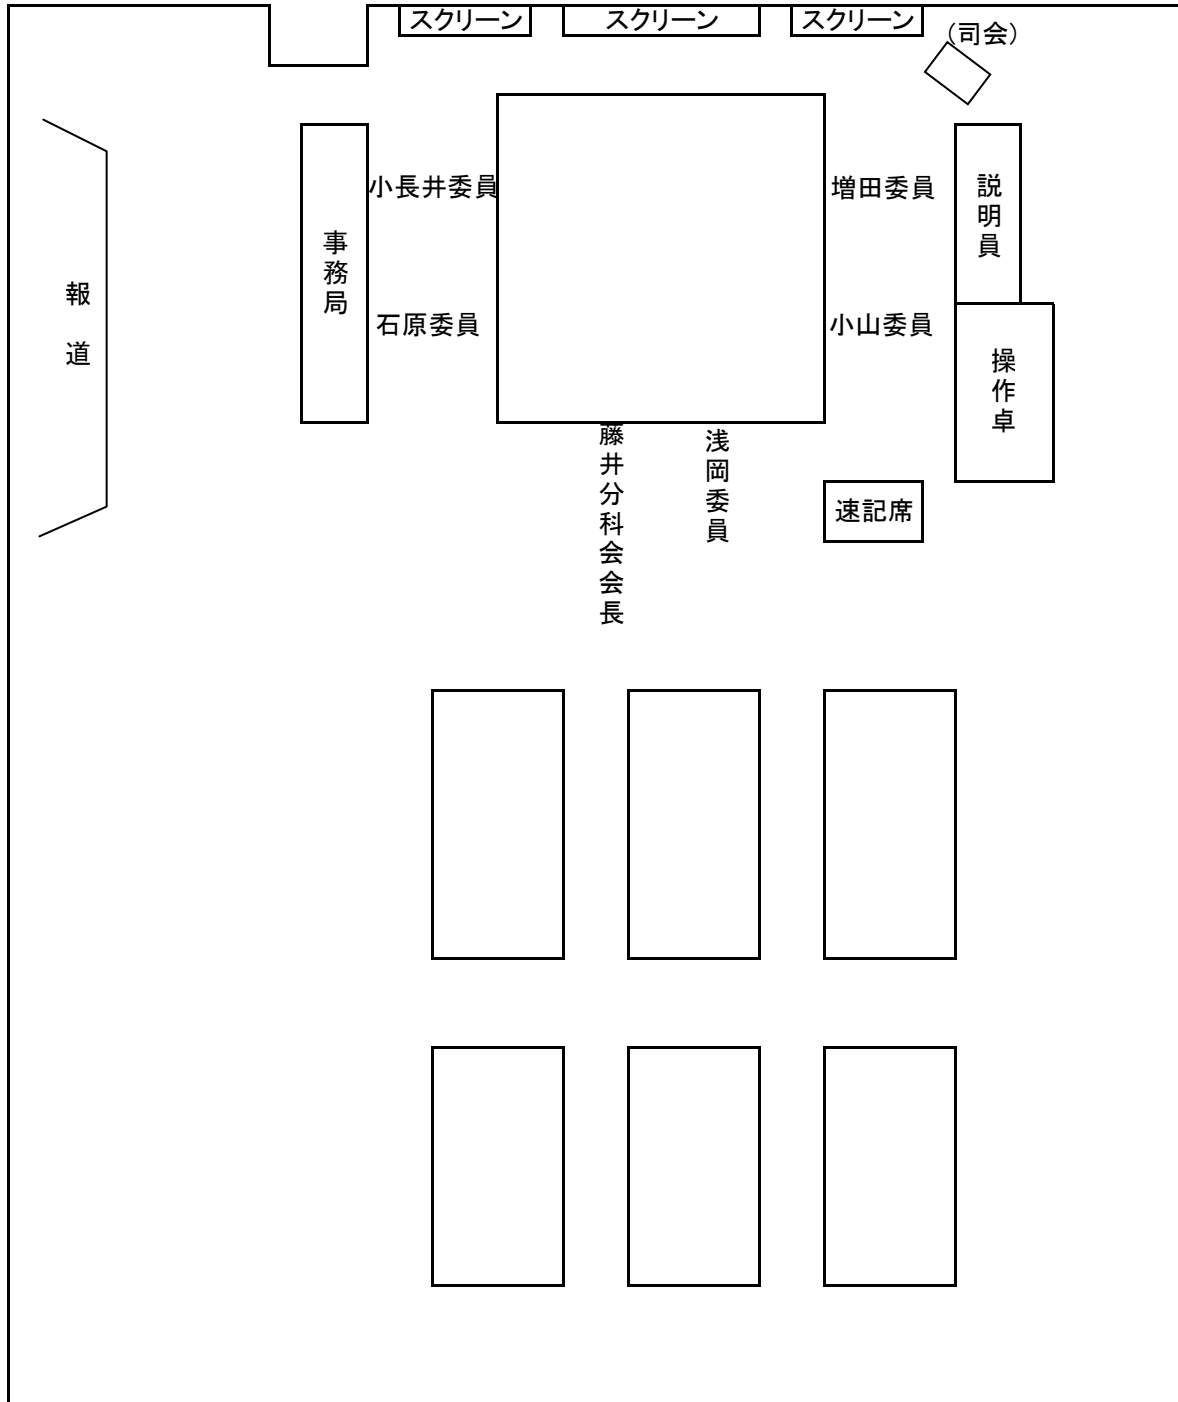 スクリーン
スクリーン
スクリーン
（司会）
小長井委員
増田委員
説明員
事務局
報道
石原委員
小山委員
操作卓
藤井分科会会長
浅岡委員
速記席